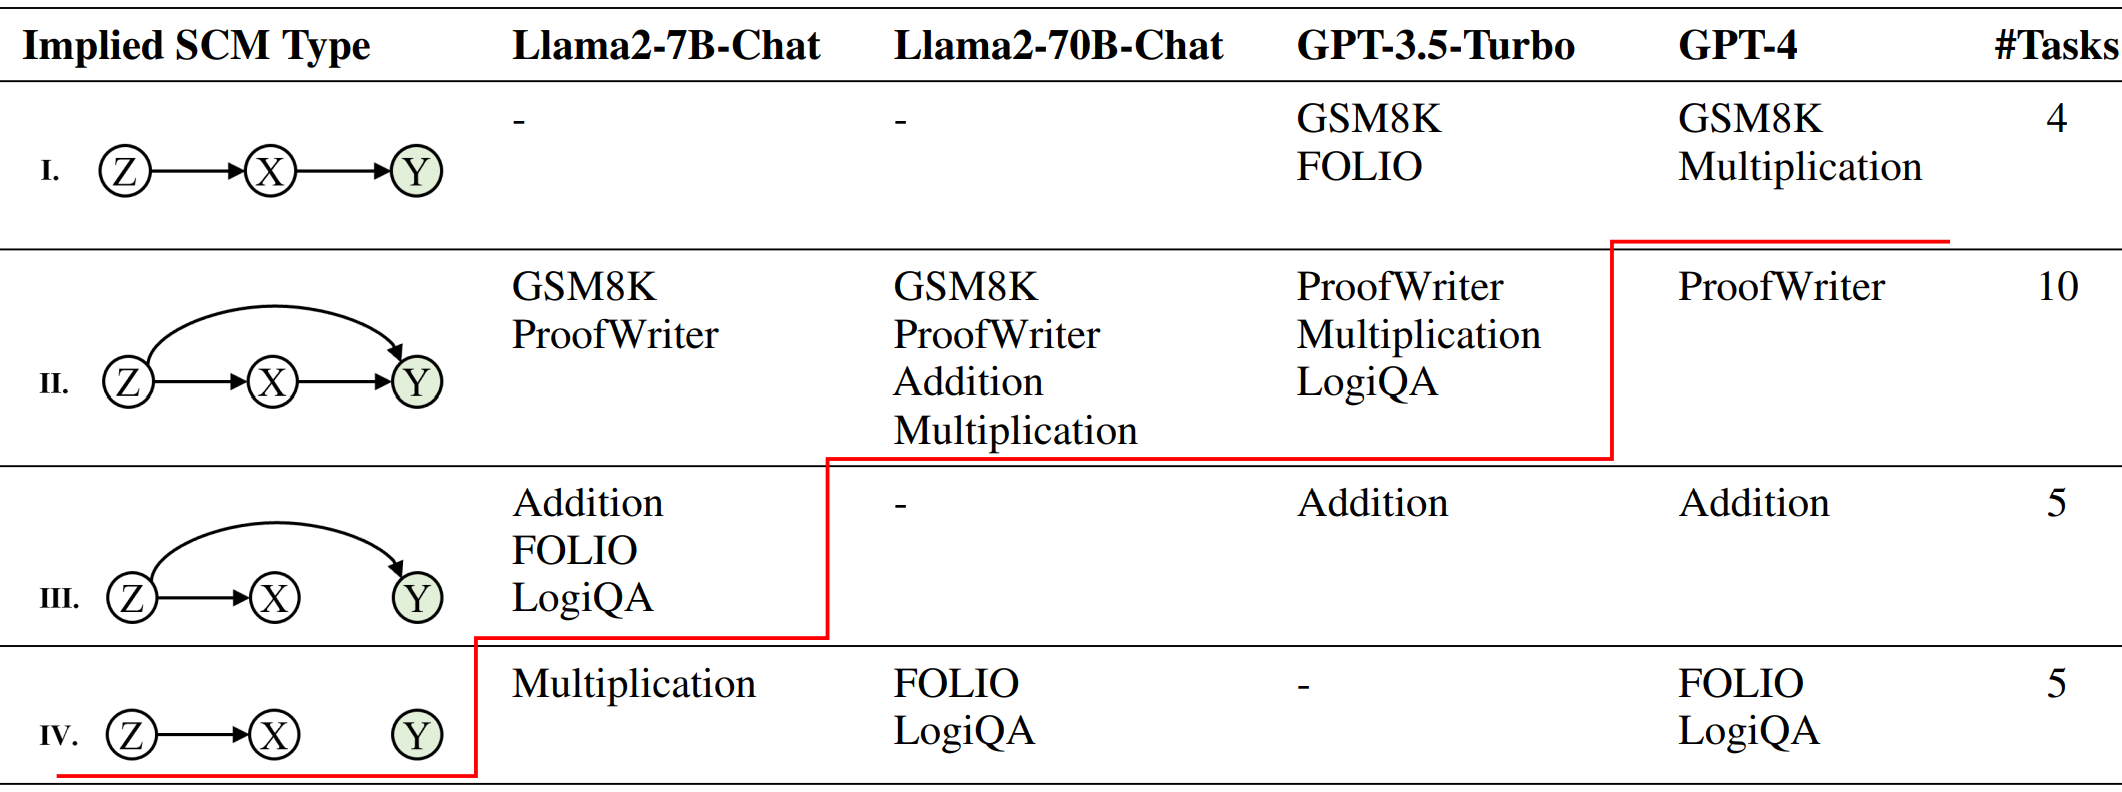 Implied SCM Type Llama2-7B-Chat Llama2-70B-Chat GPT-3.5-Turbo GPT-4 #Tasks
- - GSM8K GSM8K 4
I. Z X Y FOLIO Multiplication
GSM8K GSM8K ProofWriter ProofWriter 10
ProofWriter ProofWriter Multiplication
II. Z X Y Addition LogiQA
Multiplication
Addition - Addition Addition 5
FOLIO
III. Z X Y LogiQA
Multiplication FOLIO - FOLIO 5
IV. Z X Y LogiQA LogiQA